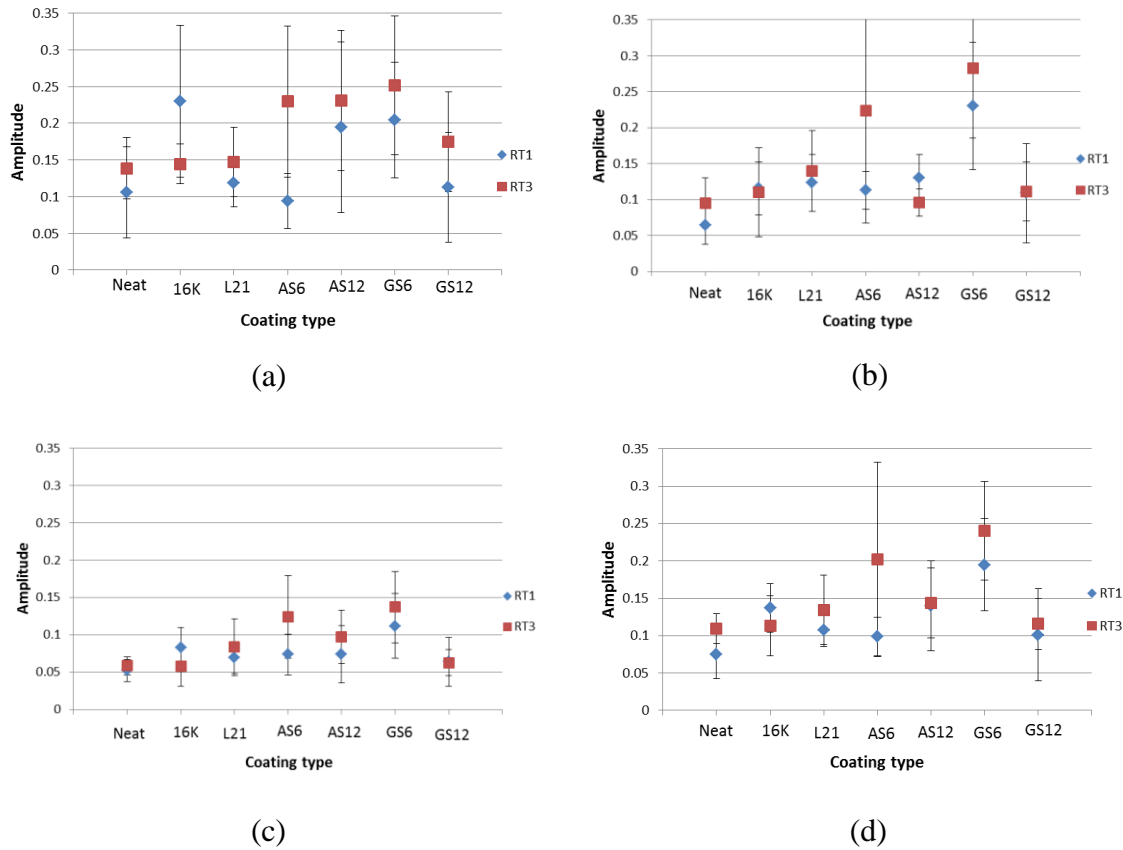 0.35
0.3
0.25
0.2
0.15
0.1
0.05
0
Amplitude
Neat 16K L21 AS6 AS12 GS6 GS12
Coating type
RT1
RT3
(a)
0.35
0.3
0.25
0.2
0.15
0.1
0.05
0
Amplitude
Neat 16K L21 AS6 AS12 GS6 GS12
Coating type
RT1
RT3
(b)
0.35
0.3
0.25
0.2
0.15
0.1
0.05
0
Amplitude
Neat 16K L21 AS6 AS12 GS6 GS12
Coating type
RT1
RT3
(c)
0.35
0.3
0.25
0.2
0.15
0.1
0.05
0
Amplitude
Neat 16K L21 AS6 AS12 GS6 GS12
Coating type
RT1
RT3
(d)